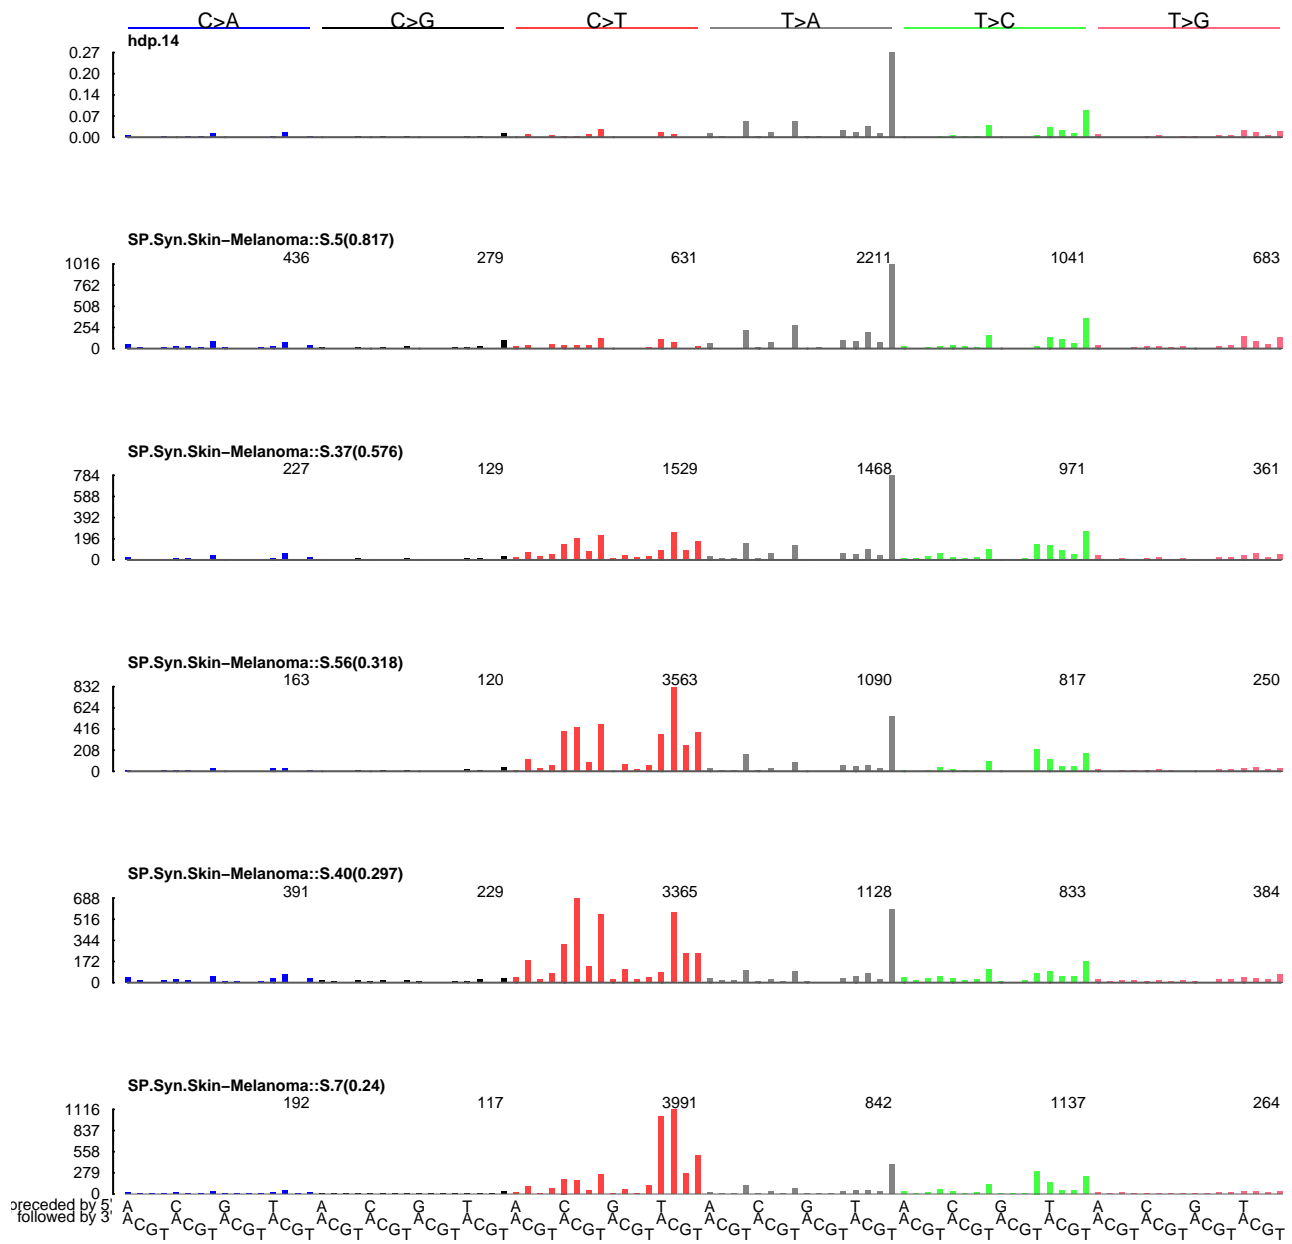 C>A C>G C>T T>A T>C T>G
hdp.14
0.27
0.20
0.14
0.07
0.00
SP.Syn.Skin−Melanoma::S.5(0.817)
436 279 631 2211 1041 683
1016
762
508
254
0
SP.Syn.Skin−Melanoma::S.37(0.576)
227 129 1529 1468 971 361
784
588
392
196
0
SP.Syn.Skin−Melanoma::S.56(0.318)
163 120 3563 1090 817 250
832
624
416
208
0
SP.Syn.Skin−Melanoma::S.40(0.297)
391 229 3365 1128 833 384
688
516
344
172
0
SP.Syn.Skin−Melanoma::S.7(0.24)
192 117 3991 842 1137 264
1116
837
558
279
0
preceded by 5' A C G T A C G T A C G T A C G T A C G T A C G T
followed by 3' A C G T A C G T A C G T A C G T A C G T A C G T A C G T A C G T A C G T A C G T A C G T A C G T A C G T A C G T A C G T A C G T A C G T A C G T A C G T A C G T A C G T A C G T A C G T A C G T